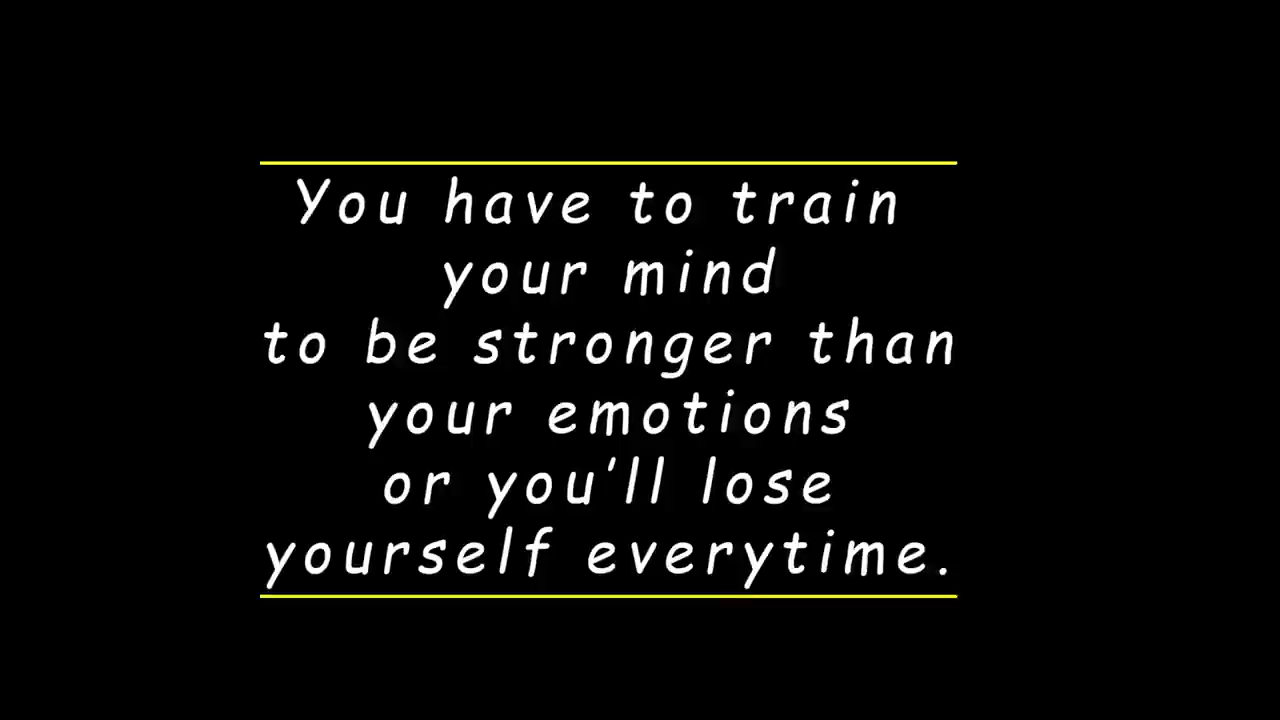 You have to train
your mind
to be stronger than
your emotions
or you'll lose
yourself everytime.